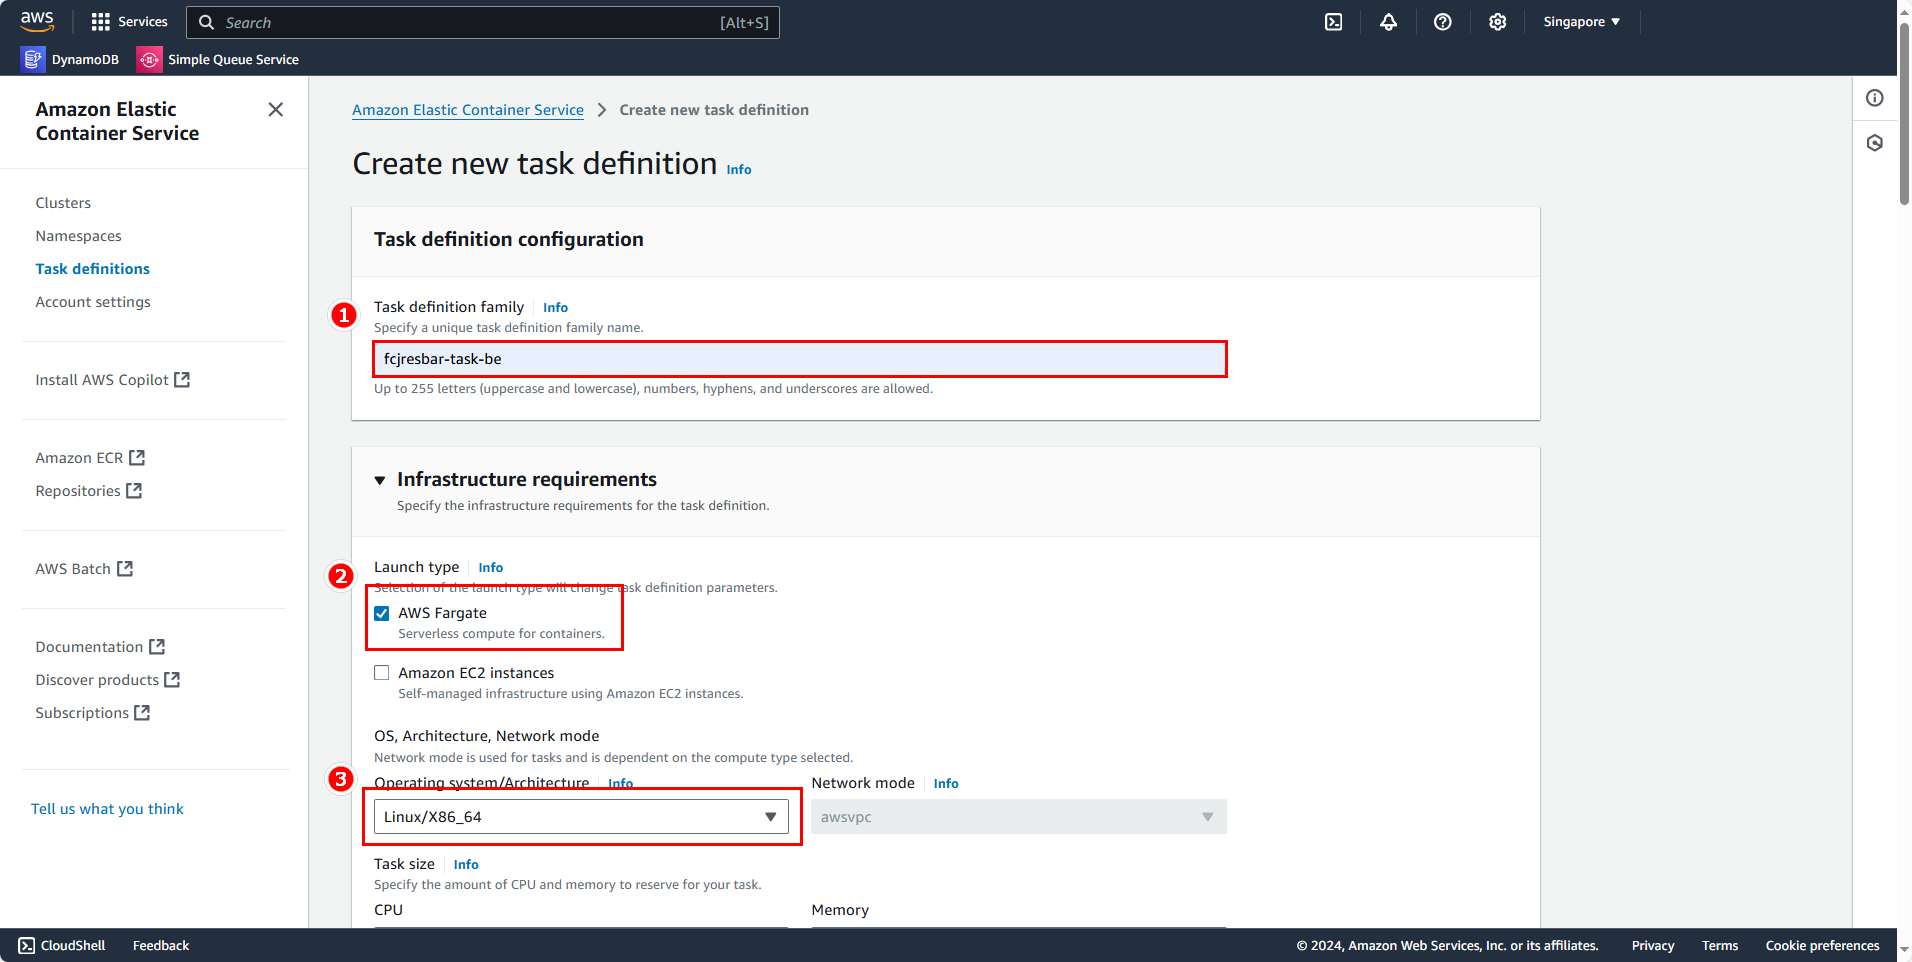 aws
Services
Search
[Alt+S]
Singapore
DynamoDB
Simple Queue Service
Amazon Elastic
Container Service
Clusters
Namespaces
Task definitions
Account settings
Install AWS Copilot
Amazon ECR
Repositories
AWS Batch
Documentation
Discover products
Subscriptions
Tell us what you think
Amazon Elastic Container Service > Create new task definition
Create new task definition Info
Task definition configuration
1
Task definition family Info
Specify a unique task definition family name.
fcjresbar-task-be
Up to 255 letters (uppercase and lowercase), numbers, hyphens, and underscores are allowed.
Infrastructure requirements
Specify the infrastructure requirements for the task definition.
2
Launch type Info
Selection of the launch type will change task definition parameters.
AWS Fargate
Serverless compute for containers.
Amazon EC2 instances
Self-managed infrastructure using Amazon EC2 instances.
OS, Architecture, Network mode
Network mode is used for tasks and is dependent on the compute type selected.
3
Operating system/Architecture Info
Network mode Info
Linux/X86_64
awsvpc
Task size Info
Specify the amount of CPU and memory to reserve for your task.
CPU
Memory
CloudShell
Feedback
© 2024, Amazon Web Services, Inc. or its affiliates.
Privacy
Terms
Cookie preferences